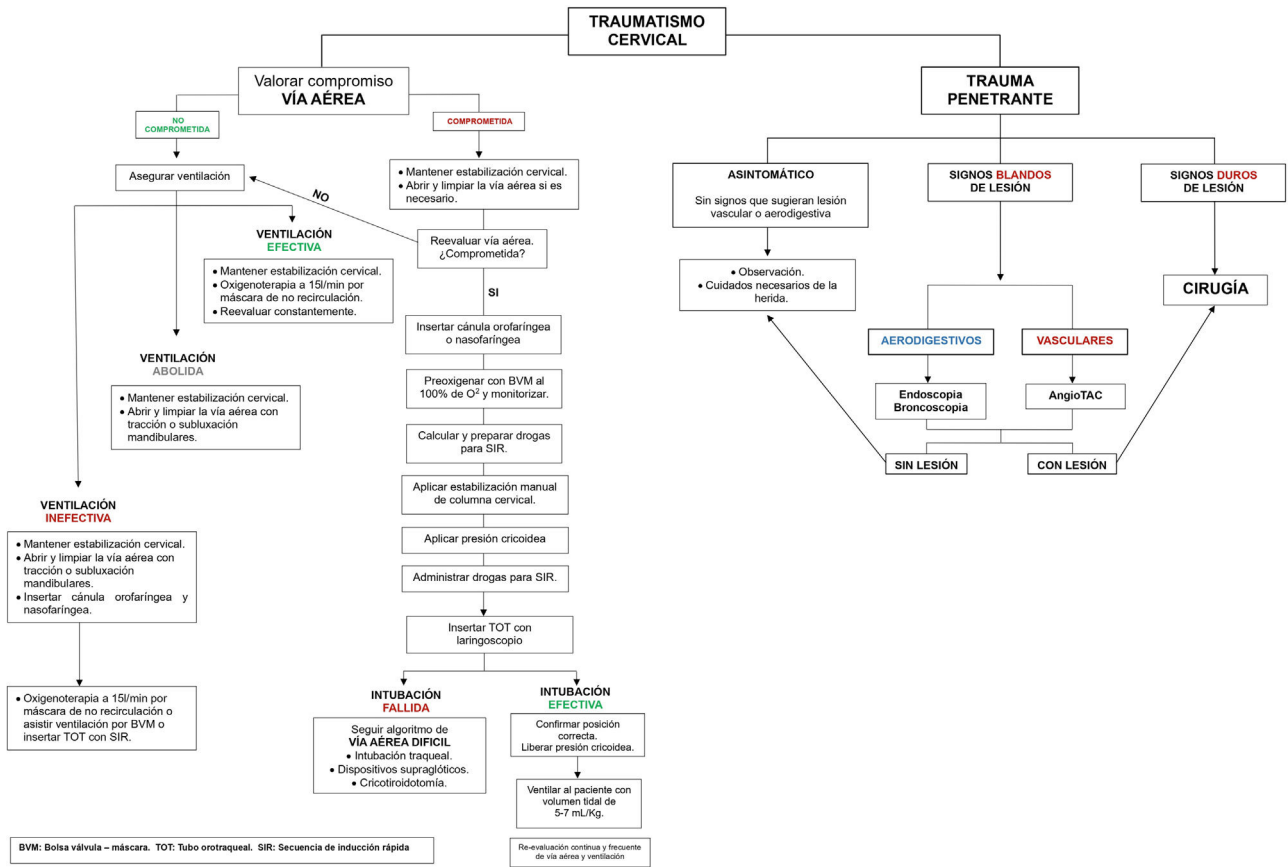 TRAUMATISMO
CERVICAL
Valorar compromiso
VÍA AÉREA
NO
COMPROMETIDA
COMPROMETIDA
Asegurar ventilación
• Mantener estabilización cervical.
• Abrir y limpiar la vía aérea si es
necesario.
NO
Reevaluar vía aérea.
¿Comprometida?
SI
VENTILACIÓN
EFECTIVA
• Mantener estabilización cervical.
• Oxigenoterapia a 15l/min por
máscara de no recirculación.
• Reevaluar constantemente.
VENTILACIÓN
ABOLIDA
• Mantener estabilización cervical.
• Abrir y limpiar la vía aérea con
tracción o subluxación
mandibulares.
VENTILACIÓN
INEFECTIVA
• Mantener estabilización cervical.
• Abrir y limpiar la vía aérea con
tracción o subluxación
mandibulares.
• Insertar cánula orofaríngea y
nasofaríngea.
• Oxigenoterapia a 15l/min por
máscara de no recirculación o
asistir ventilación por BVM o
insertar TOT con SIR.
Insertar cánula orofaríngea
o nasofaríngea
Preoxigenar con BVM al
100% de O² y monitorizar.
Calcular y preparar drogas
para SIR.
Aplicar estabilización manual
de columna cervical.
Aplicar presión cricoidea
Administrar drogas para SIR.
Insertar TOT con
laringoscopio
INTUBACIÓN
FALLIDA
Seguir algoritmo de
VÍA AÉREA DIFICIL
• Intubación traqueal.
• Dispositivos supraglóticos.
• Cricotiroidotomía.
INTUBACIÓN
EFECTIVA
Confirmar posición
correcta.
Liberar presión cricoidea.
Ventilar al paciente con
volumen tidal de
5-7 mL/Kg.
Re-evaluación continua y frecuente
de vía aérea y ventilación
TRAUMA
PENETRANTE
ASINTOMÁTICO
Sin signos que sugieran lesión
vascular o aerodigestiva
• Observación.
• Cuidados necesarios de la
herida.
SIGNOS BLANDOS
DE LESIÓN
AERODIGESTIVOS
Endoscopia
Broncoscopia
VASCULARES
AngioTAC
SIN LESIÓN
CON LESIÓN
SIGNOS DUROS
DE LESIÓN
CIRUGÍA
BVM: Bolsa válvula – máscara. TOT: Tubo orotraqueal. SIR: Secuencia de inducción rápida